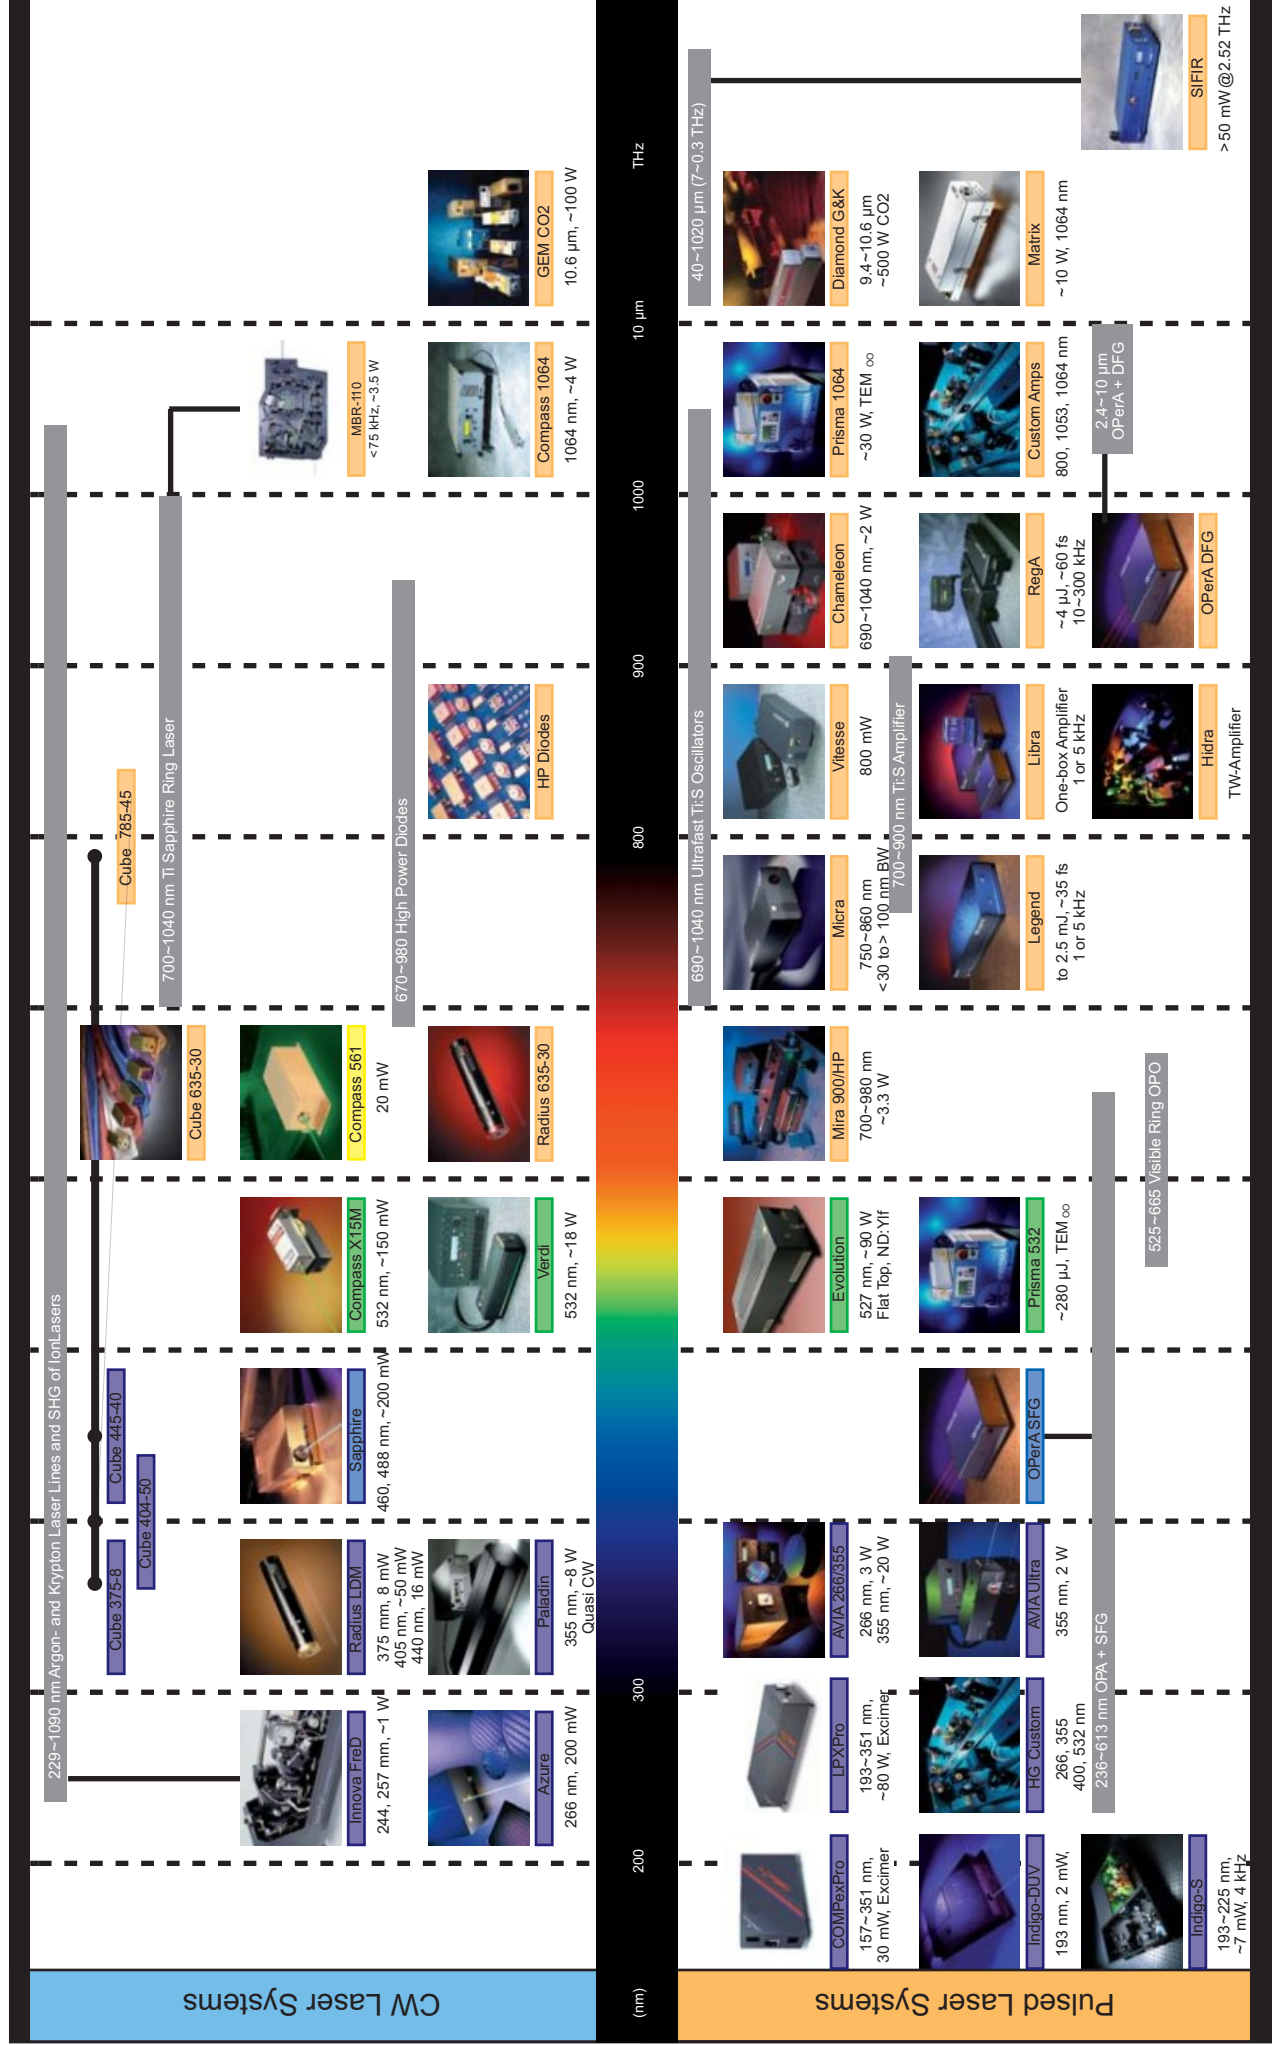 CW Laser Systems
229~1090 nm Argon- and Krypton Laser Lines and SHG of IonLasers
Cube 375-8
Cube 404-50
Cube 445-40
Cube 635-30
Cube 785-45
700~1040 nm Ti Sapphire Ring Laser
Innova FreD
244, 257 mm, ~1 W
Radius LDM
375 mm, 8 mW
405 nm, ~50 mW
440 nm, 16 mW
Sapphire
460, 488 nm, ~200 mW
Compass X15M
532 nm, ~150 mW
Compass 561
20 mW
MBR-110
<75 kHz, ~3.5 W
670~980 High Power Diodes
Azure
266 nm, 200 mW
Paladin
355 nm, ~8 W
Quasi CW
Verdi
532 nm, ~18 W
Radius 635-30
HP Diodes
Compass 1064
1064 nm, ~4 W
GEM CO2
10.6 µm, ~100 W
(nm)
200
300
800
900
1000
10 µm
THz
Pulsed Laser Systems
690~1040 nm Ultrafast Ti:S Oscillators
40~1020 µm (7~0.3 THz)
COMPexPro
157~351 nm,
30 mW, Excimer
LPXPro
193~351 nm,
~80 W, Excimer
AVIA 266/355
266 nm, 3 W
355 nm, ~20 W
Evolution
527 nm, ~90 W
Flat Top, ND:Ylf
Mira 900/HP
700~980 nm
~3.3 W
Micra
750~860 nm
<30 to> 100 nm BW
Vitesse
800 mW
Chameleon
690~1040 nm, ~2 W
Prisma 1064
~30 W, TEM oo
Diamond G&K
9.4~10.6 µm
~500 W CO2
700~900 nm Ti:S Amplifier
Indigo-DUV
193 nm, 2 mW,
HG Custom
266, 355
400, 532 nm
AVIA Ultra
355 nm, 2 W
OPerA SFG
Prisma 532
~280 µJ, TEM oo
Legend
to 2.5 mJ, ~35 fs
1 or 5 kHz
Libra
One-box Amplifier
1 or 5 kHz
RegA
~4 µJ, ~60 fs
10~300 kHz
Custom Amps
800, 1053, 1064 nm
Matrix
~10 W, 1064 nm
236~613 nm OPA + SFG
525~665 Visible Ring OPO
2.4~10 µm
OPerA + DFG
Indigo-S
193~225 nm,
~7 mW, 4 kHz
Hidra
TW-Amplifier
OPerA DFG
SIFIR
>50 mW@2.52 THz